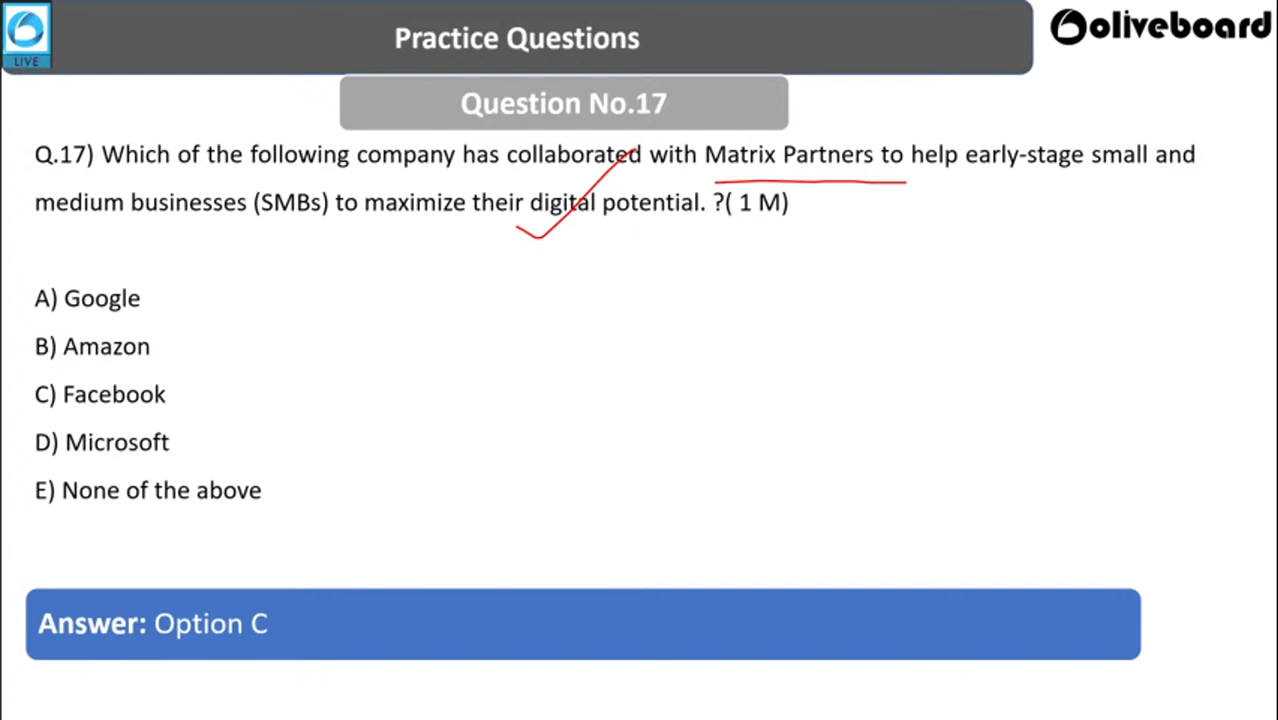 LIVE
Practice Questions
oliveboard
Question No.17
Q.17) Which of the following company has collaborated with Matrix Partners to help early-stage small and
medium businesses (SMBs) to maximize their digital potential. ?( 1 M)
A) Google
B) Amazon
C) Facebook
D) Microsoft
E) None of the above
Answer: Option C